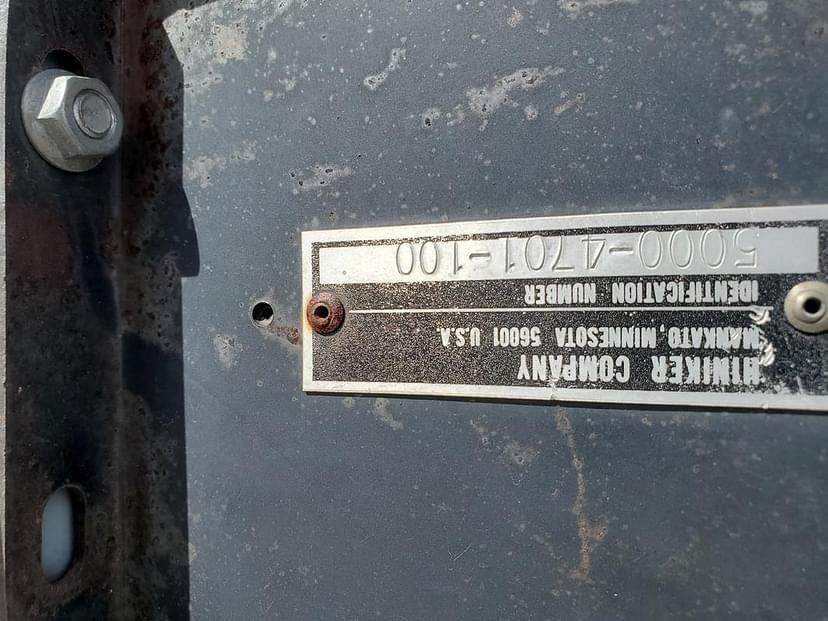 HINIKER COMPANY
MANKATO, MINNESOTA 56001 U.S.A.
IDENTIFICATION NUMBER
5000-4701-100